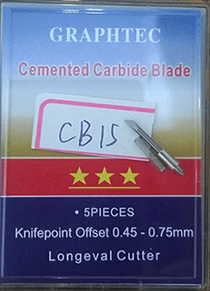 GRAPHTEC
Cemented Carbide Blade
CB15
• 5PIECES
Knifepoint Offset 0.45 - 0.75mm
Longeval Cutter